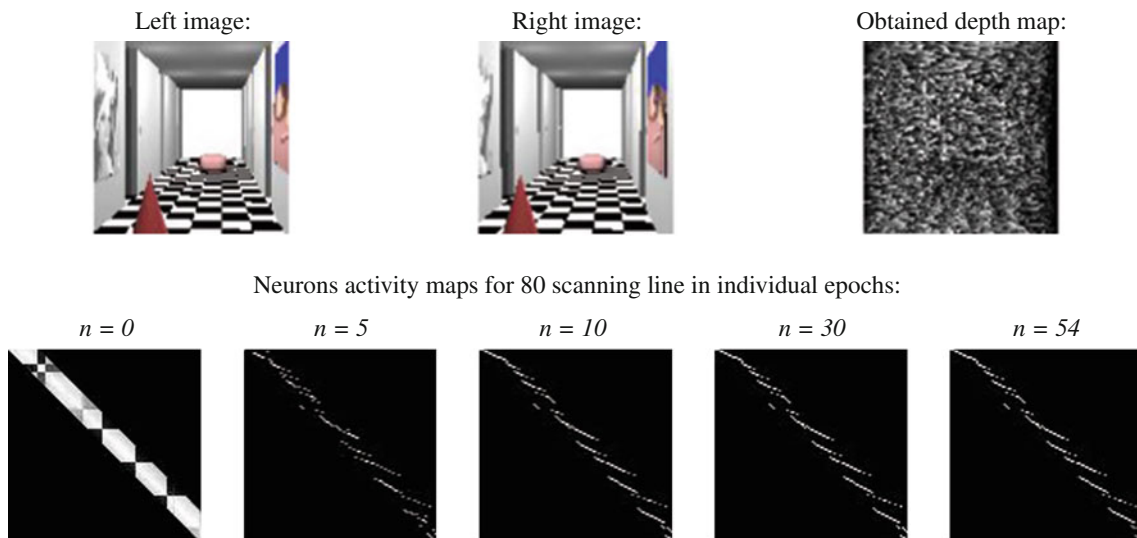 Left image:
Right image:
Obtained depth map:
Neurons activity maps for 80 scanning line in individual epochs:
n = 0
n = 5
n = 10
n = 30
n = 54